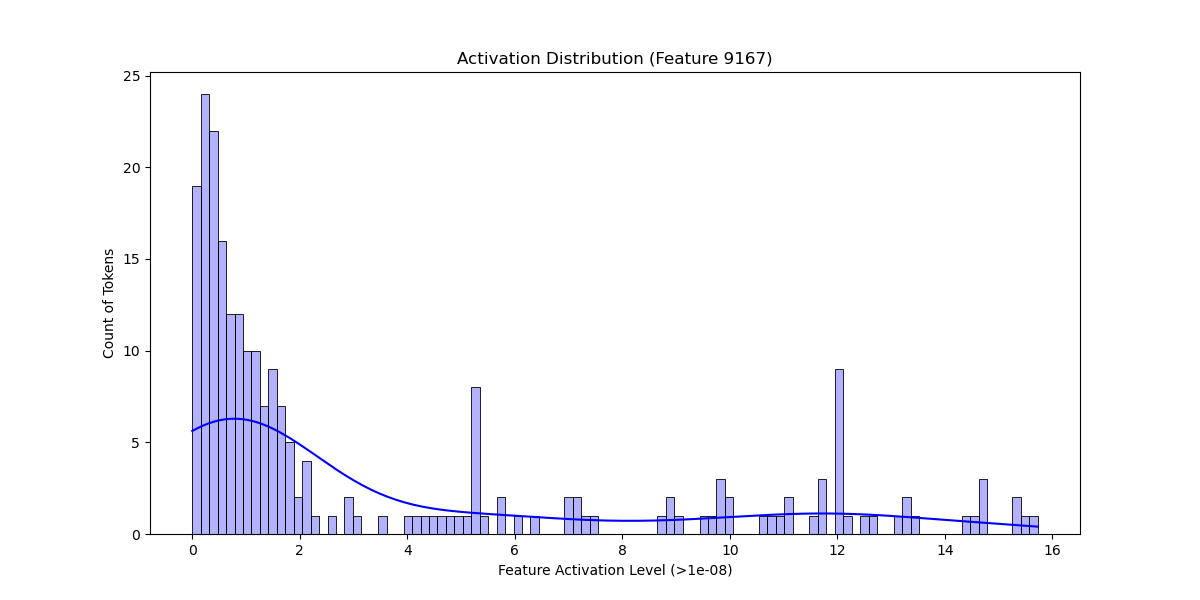 Activation Distribution (Feature 9167)
25
20
15
10
5
0
Count of Tokens
0 2 4 6 8 10 12 14 16
Feature Activation Level (>1e-08)